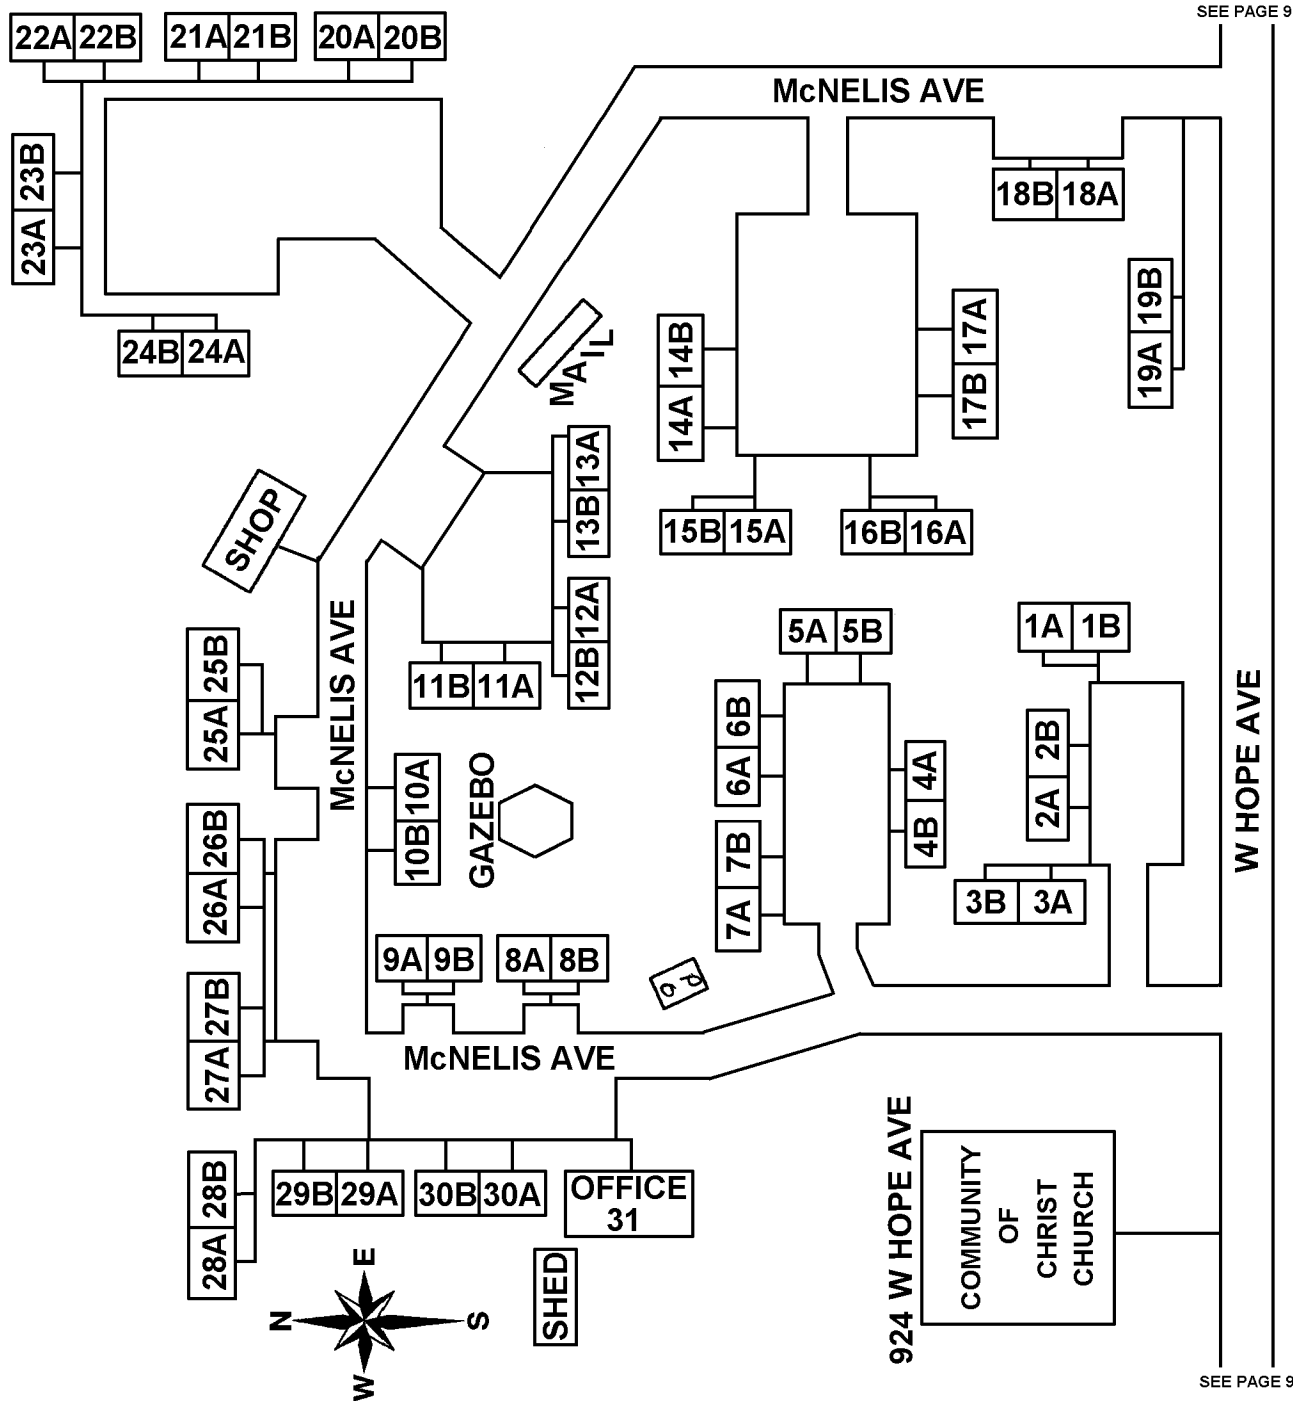 SEE PAGE 9
22A 22B
21A 21B
20A 20B
McNELIS AVE
23B
23A
18B 18A
24B 24A
MAIL
14B
14A
17A
17B
19B
19A
13A
13B
15B 15A
16B 16A
SHOP
McNELIS AVE
12A
12B
11B 11A
5A 5B
1A 1B
25B
25A
6B
6A
2B
2A
W HOPE AVE
10A
10B
GAZEBO
4A
4B
26B
26A
7B
7A
3B 3A
9A 9B
8A 8B
PO
27B
27A
McNELIS AVE
28B
28A
29B 29A
30B 30A
OFFICE
31
924 W HOPE AVE
COMMUNITY
OF
CHRIST
CHURCH
SHED
E
N
S
W
SEE PAGE 9